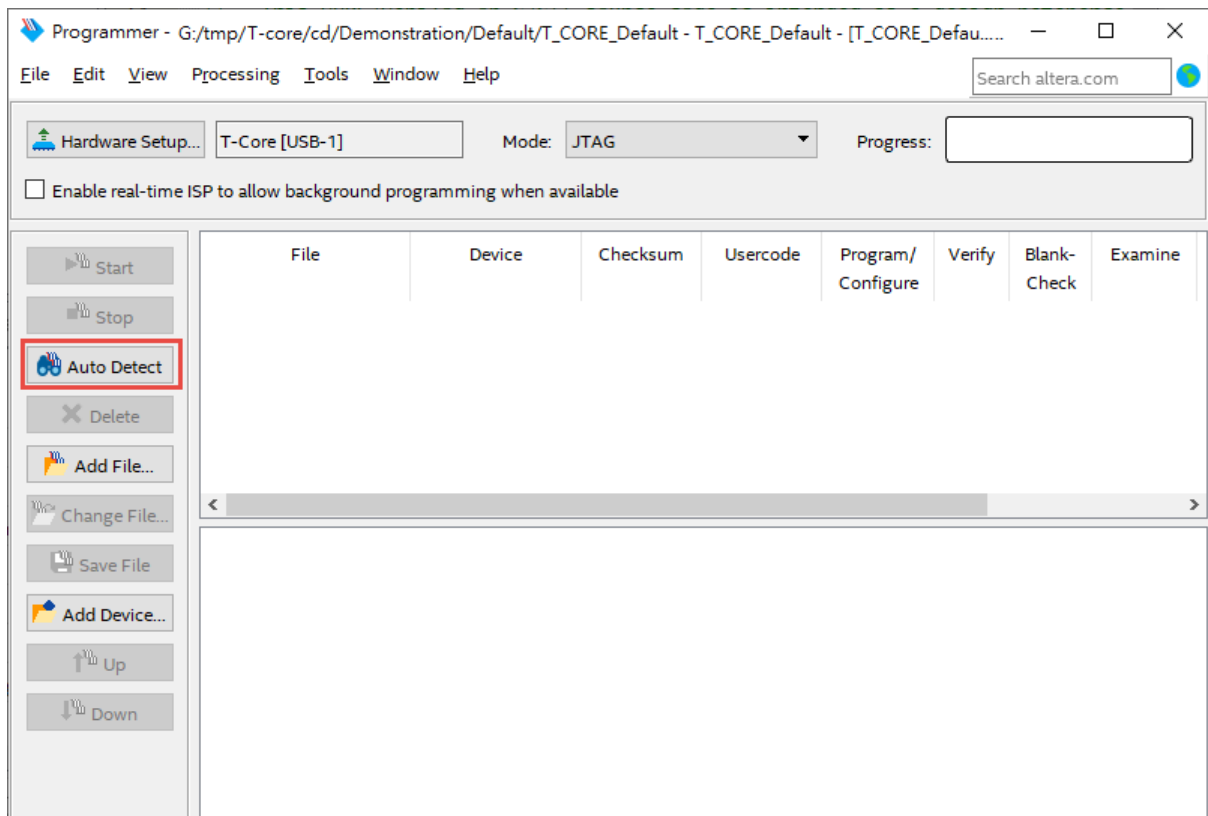 Programmer - G:/tmp/T-core/cd/Demonstration/Default/T_CORE_Default - T_CORE_Default - [T_CORE_Defau......
File Edit View Processing Tools Window Help
Search altera.com
Hardware Setup... T-Core [USB-1] Mode: JTAG Progress:
Enable real-time ISP to allow background programming when available
File Device Checksum Usercode Program/ Verify Blank- Examine
Configure Check
Start
Stop
Auto Detect
Delete
Add File...
Change File...
Save File
Add Device...
Up
Down